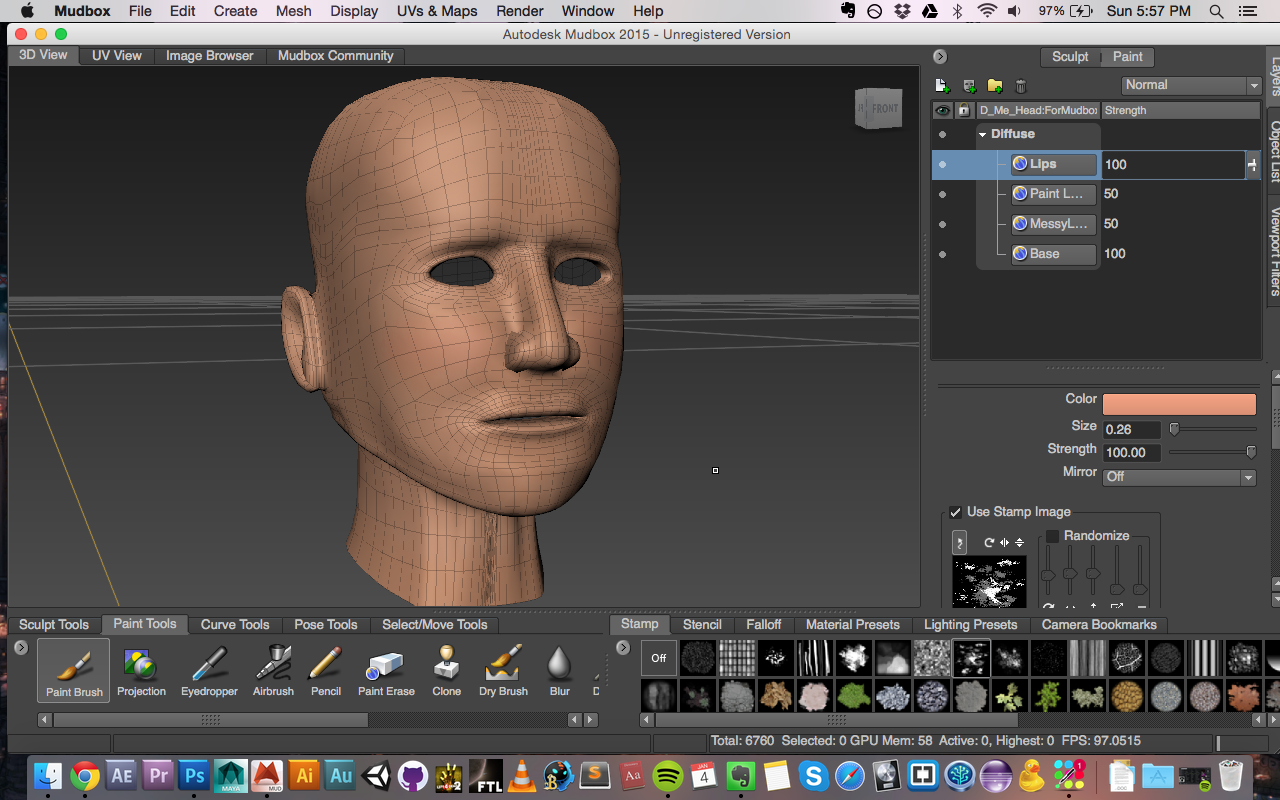 Mudbox File Edit Create Mesh Display UVs & Maps Render Window Help 97% Sun 5:57 PM
Autodesk Mudbox 2015 - Unregistered Version
3D View UV View Image Browser Mudbox Community
Sculpt Paint
Normal
Layers
Object List
Viewport Filters
FRONT
D_Me_Head:ForMudbox Strength
Diffuse
Lips 100
Paint L... 50
MessyL... 50
Base 100
Color
Size 0.26
Strength 100.00
Mirror Off
Use Stamp Image
Randomize
Sculpt Tools Paint Tools Curve Tools Pose Tools Select/Move Tools
Stamp Stencil Falloff Material Presets Lighting Presets Camera Bookmarks
Off
Paint Brush Projection Eyedropper Airbrush Pencil Paint Erase Clone Dry Brush Blur D
Total: 6760 Selected: 0 GPU Mem: 58 Active: 0, Highest: 0 FPS: 97.0515
Ae Pr Ps MAYA MUD Ai Au FTL S Aa JAN 4 S 1